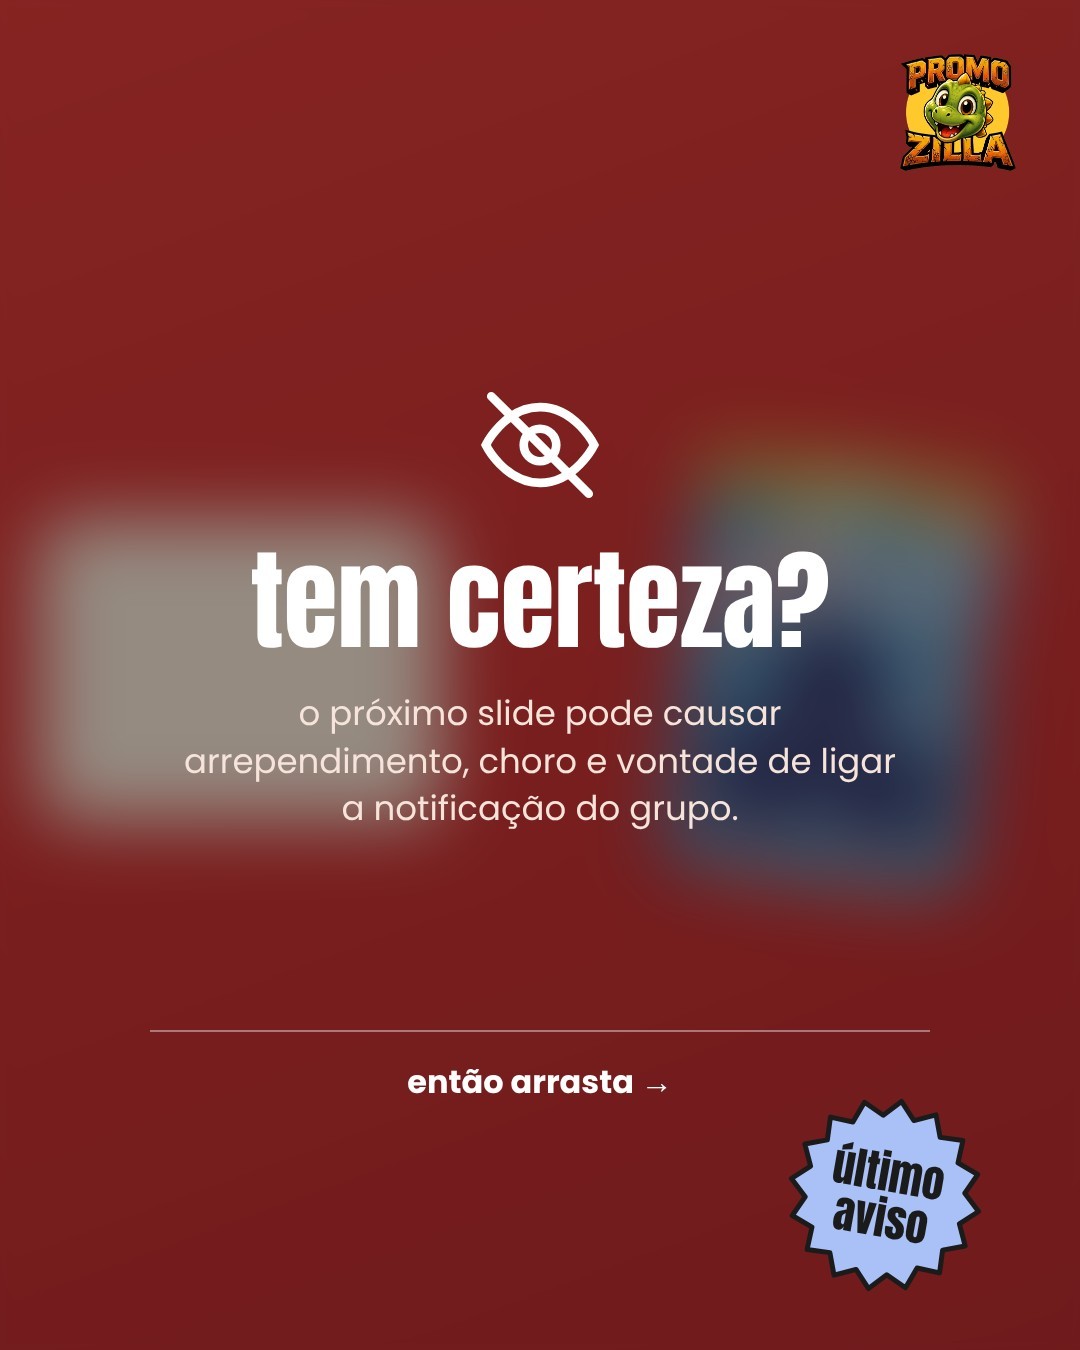 PROMO
ZILLA
tem certeza?
o próximo slide pode causar
arrependimento, choro e vontade de ligar
a notificação do grupo.
então arrasta →
último
aviso